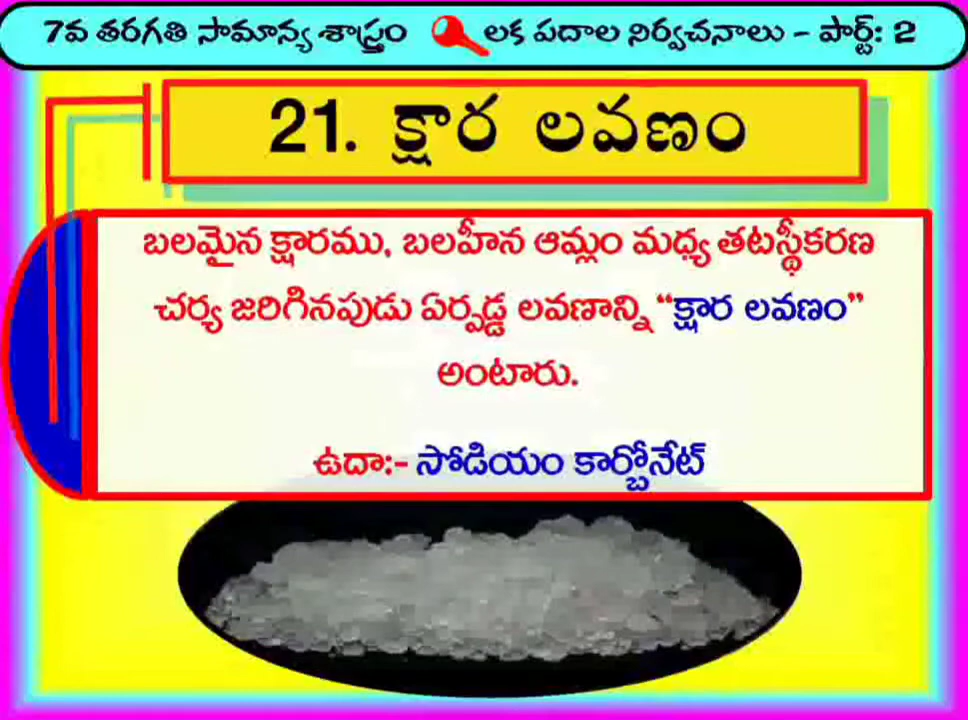 7వ తరగతి సామాన్య శాస్త్రం లక పదాల నిర్వచనాలు - పార్ట్: 2
21. క్షార లవణం
బలమైన క్షారము, బలహీన ఆమ్లం మధ్య తటస్థీకరణ
చర్య జరిగినపుడు ఏర్పడ్డ లవణాన్ని “క్షార లవణం”
అంటారు.
ఉదా:- సోడియం కార్బోనేట్